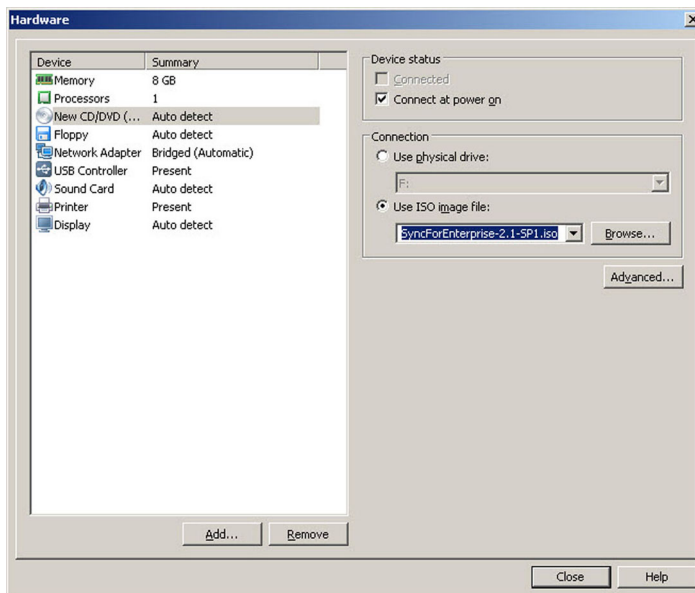 Hardware
Device Summary
Memory 8 GB
Processors 1
New CD/DVD (... Auto detect
Floppy Auto detect
Network Adapter Bridged (Automatic)
USB Controller Present
Sound Card Auto detect
Printer Present
Display Auto detect
Add... Remove
Device status
Connected
Connect at power on
Connection
Use physical drive:
F:
Use ISO image file:
SyncForEnterprise-2.1-SP1.iso Browse...
Advanced...
Close Help